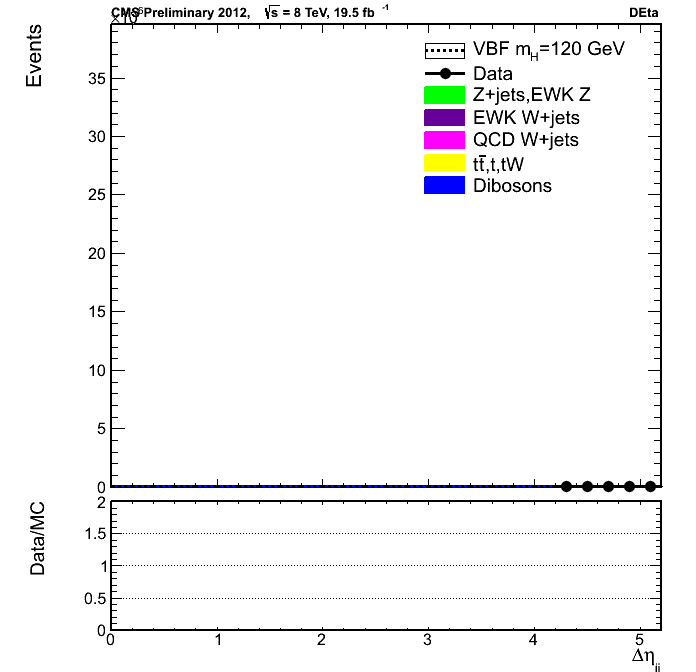 CMS Preliminary 2012, √s = 8 TeV, 19.5 fb⁻¹ DEta
×10⁶
Events
VBF m_H=120 GeV
Data
Z+jets,EWK Z
EWK W+jets
QCD W+jets
tt̄,t,tW
Dibosons
35
30
25
20
15
10
5
0
Data/MC
2
1.5
1
0.5
0
0 1 2 3 4 5
Δη_jj